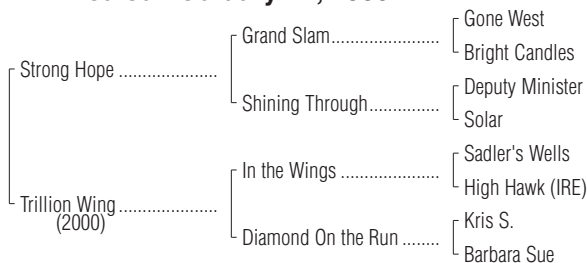 Gone West
Grand Slam
Bright Candles
Strong Hope
Deputy Minister
Shining Through
Solar
Sadler's Wells
In the Wings
High Hawk (IRE)
Trillion Wing
(2000)
Kris S.
Diamond On the Run
Barbara Sue